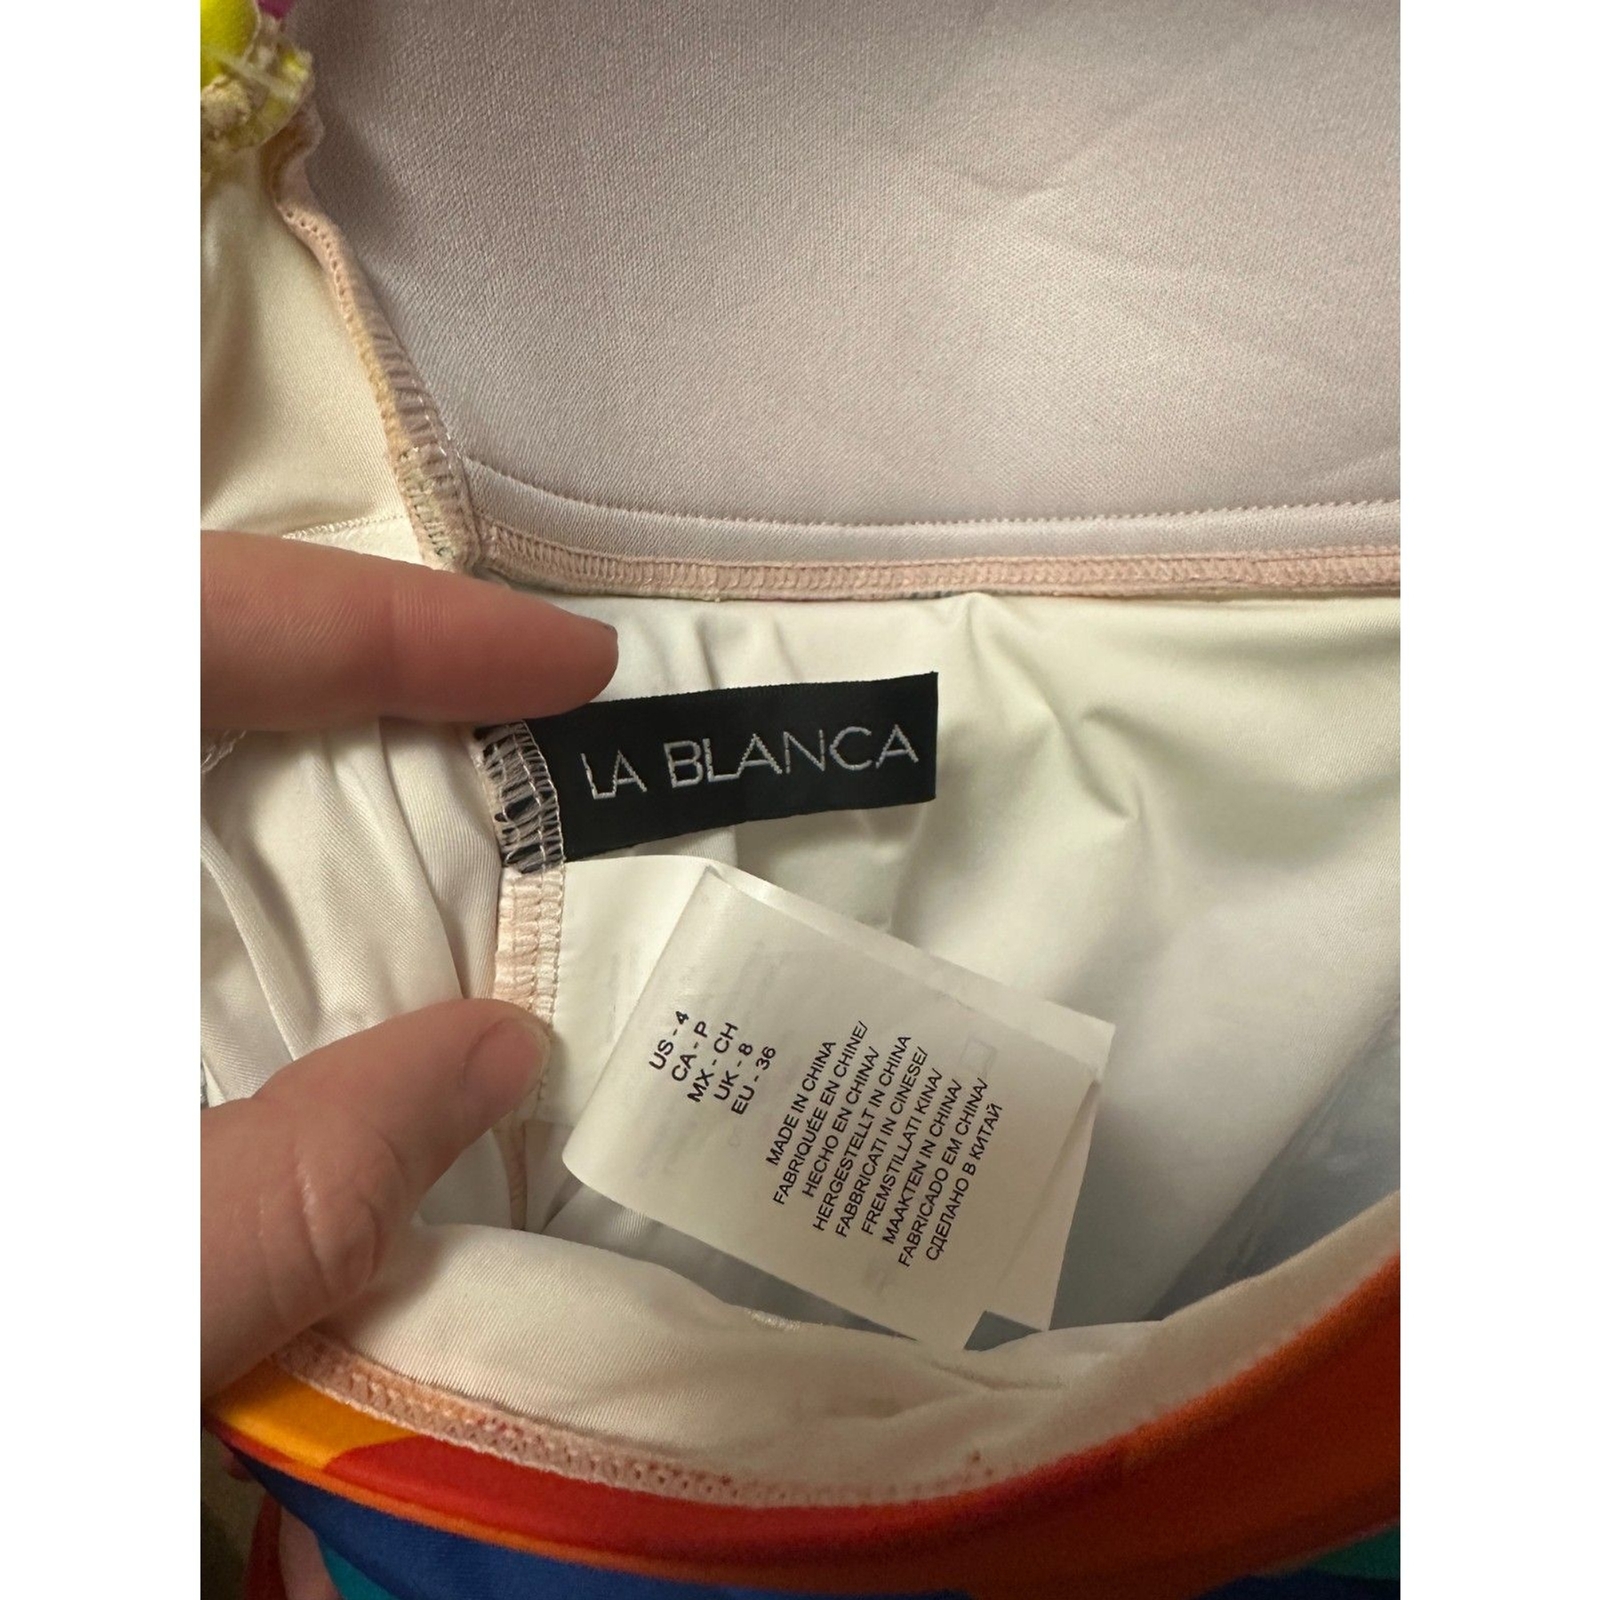 LA BLANCA
US - 4
CA - P
MX - CH
UK - 8
EU - 36
MADE IN CHINA
FABRIQUÉE EN CHINE/
HECHO EN CHINA/
HERGESTELLT IN CHINA
FABBRICATI IN CINESE/
FREMSTILLATI KINA/
MAAKTEN IN CHINA/
FABRICADO EM CHINA/
СДЕЛАНО В КИТАЙ